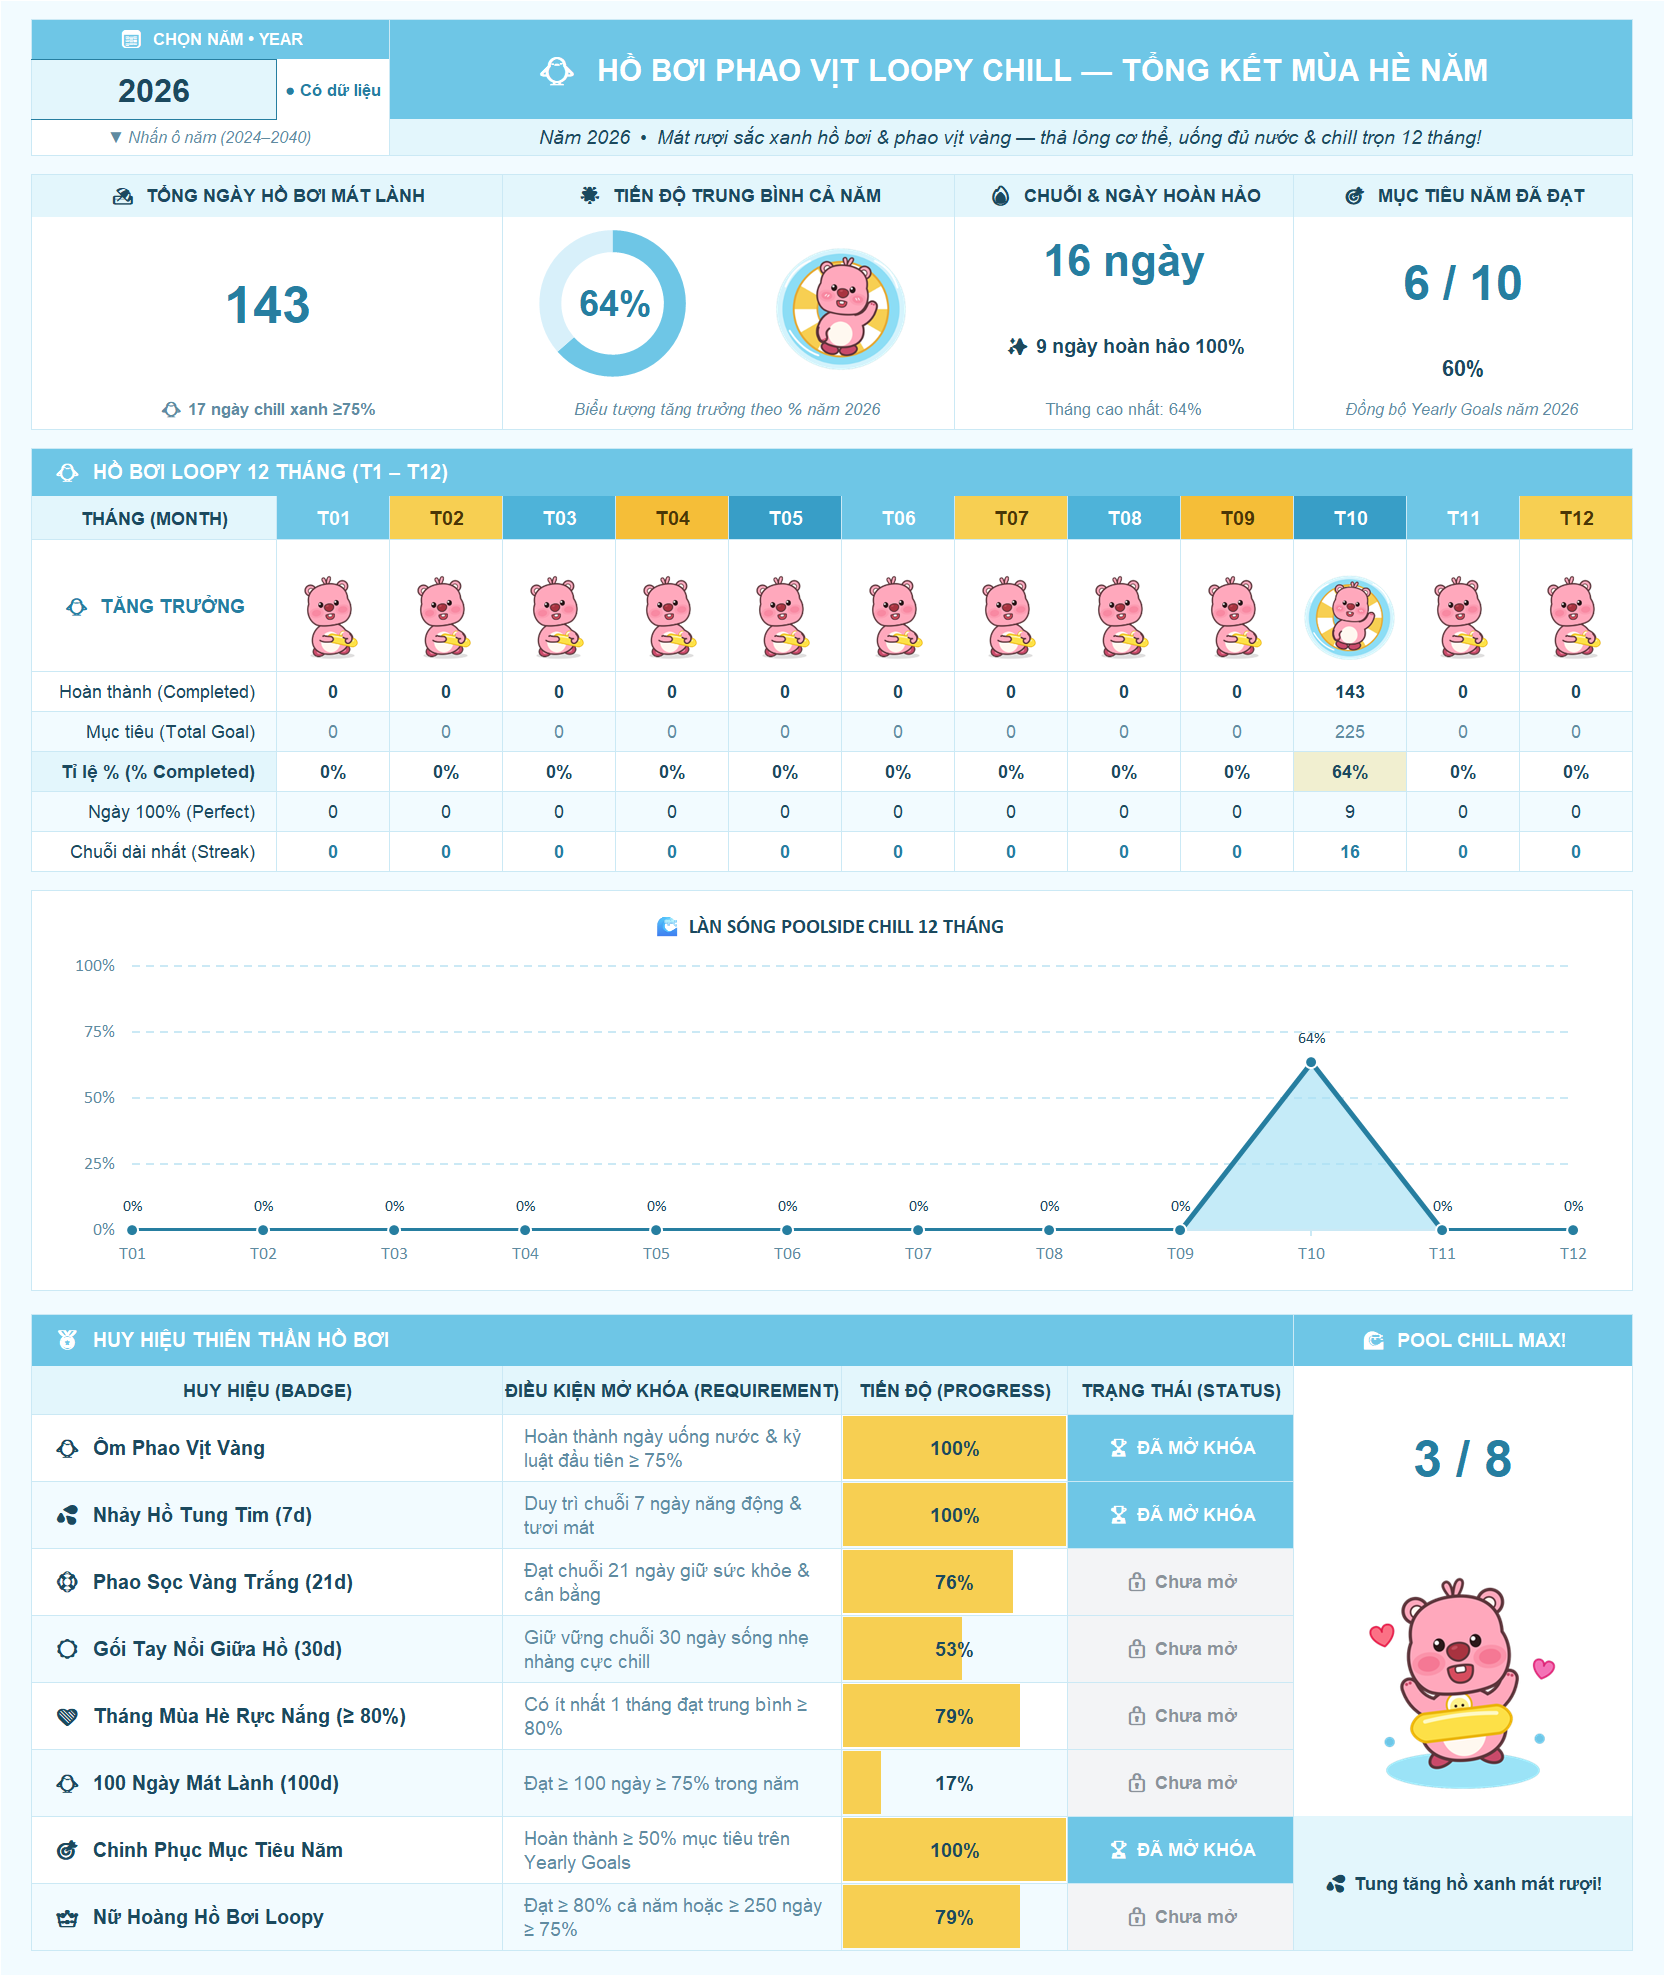 CHỌN NĂM • YEAR
2026
● Có dữ liệu
▼ Nhấn ô năm (2024–2040)
HỒ BƠI PHAO VỊT LOOPY CHILL — TỔNG KẾT MÙA HÈ NĂM
Năm 2026 • Mát rượi sắc xanh hồ bơi & phao vịt vàng — thả lỏng cơ thể, uống đủ nước & chill trọn 12 tháng!
TỔNG NGÀY HỒ BƠI MÁT LÀNH
143
17 ngày chill xanh ≥75%
TIẾN ĐỘ TRUNG BÌNH CẢ NĂM
64%
Biểu tượng tăng trưởng theo % năm 2026
CHUỖI & NGÀY HOÀN HẢO
16 ngày
9 ngày hoàn hảo 100%
Tháng cao nhất: 64%
MỤC TIÊU NĂM ĐÃ ĐẠT
6 / 10
60%
Đồng bộ Yearly Goals năm 2026
HỒ BƠI LOOPY 12 THÁNG (T1 – T12)
THÁNG (MONTH) T01 T02 T03 T04 T05 T06 T07 T08 T09 T10 T11 T12
TĂNG TRƯỞNG
Hoàn thành (Completed) 0 0 0 0 0 0 0 0 0 143 0 0
Mục tiêu (Total Goal) 0 0 0 0 0 0 0 0 0 225 0 0
Tỉ lệ % (% Completed) 0% 0% 0% 0% 0% 0% 0% 0% 0% 64% 0% 0%
Ngày 100% (Perfect) 0 0 0 0 0 0 0 0 0 9 0 0
Chuỗi dài nhất (Streak) 0 0 0 0 0 0 0 0 0 16 0 0
LÀN SÓNG POOLSIDE CHILL 12 THÁNG
100%
75%
64%
50%
25%
0% 0% 0% 0% 0% 0% 0% 0% 0% 0% 0%
0%
T01 T02 T03 T04 T05 T06 T07 T08 T09 T10 T11 T12
HUY HIỆU THIÊN THẦN HỒ BƠI
POOL CHILL MAX!
HUY HIỆU (BADGE) ĐIỀU KIỆN MỞ KHÓA (REQUIREMENT) TIẾN ĐỘ (PROGRESS) TRẠNG THÁI (STATUS)
Ôm Phao Vịt Vàng
Hoàn thành ngày uống nước & kỷ
luật đầu tiên ≥ 75%
100%
ĐÃ MỞ KHÓA
Nhảy Hồ Tung Tim (7d)
Duy trì chuỗi 7 ngày năng động &
tươi mát
100%
ĐÃ MỞ KHÓA
Phao Sọc Vàng Trắng (21d)
Đạt chuỗi 21 ngày giữ sức khỏe &
cân bằng
76%
Chưa mở
Gối Tay Nổi Giữa Hồ (30d)
Giữ vững chuỗi 30 ngày sống nhẹ
nhàng cực chill
53%
Chưa mở
Tháng Mùa Hè Rực Nắng (≥ 80%)
Có ít nhất 1 tháng đạt trung bình ≥
80%
79%
Chưa mở
100 Ngày Mát Lành (100d)
Đạt ≥ 100 ngày ≥ 75% trong năm
17%
Chưa mở
Chinh Phục Mục Tiêu Năm
Hoàn thành ≥ 50% mục tiêu trên
Yearly Goals
100%
ĐÃ MỞ KHÓA
Nữ Hoàng Hồ Bơi Loopy
Đạt ≥ 80% cả năm hoặc ≥ 250 ngày
≥ 75%
79%
Chưa mở
3 / 8
Tung tăng hồ xanh mát rượi!